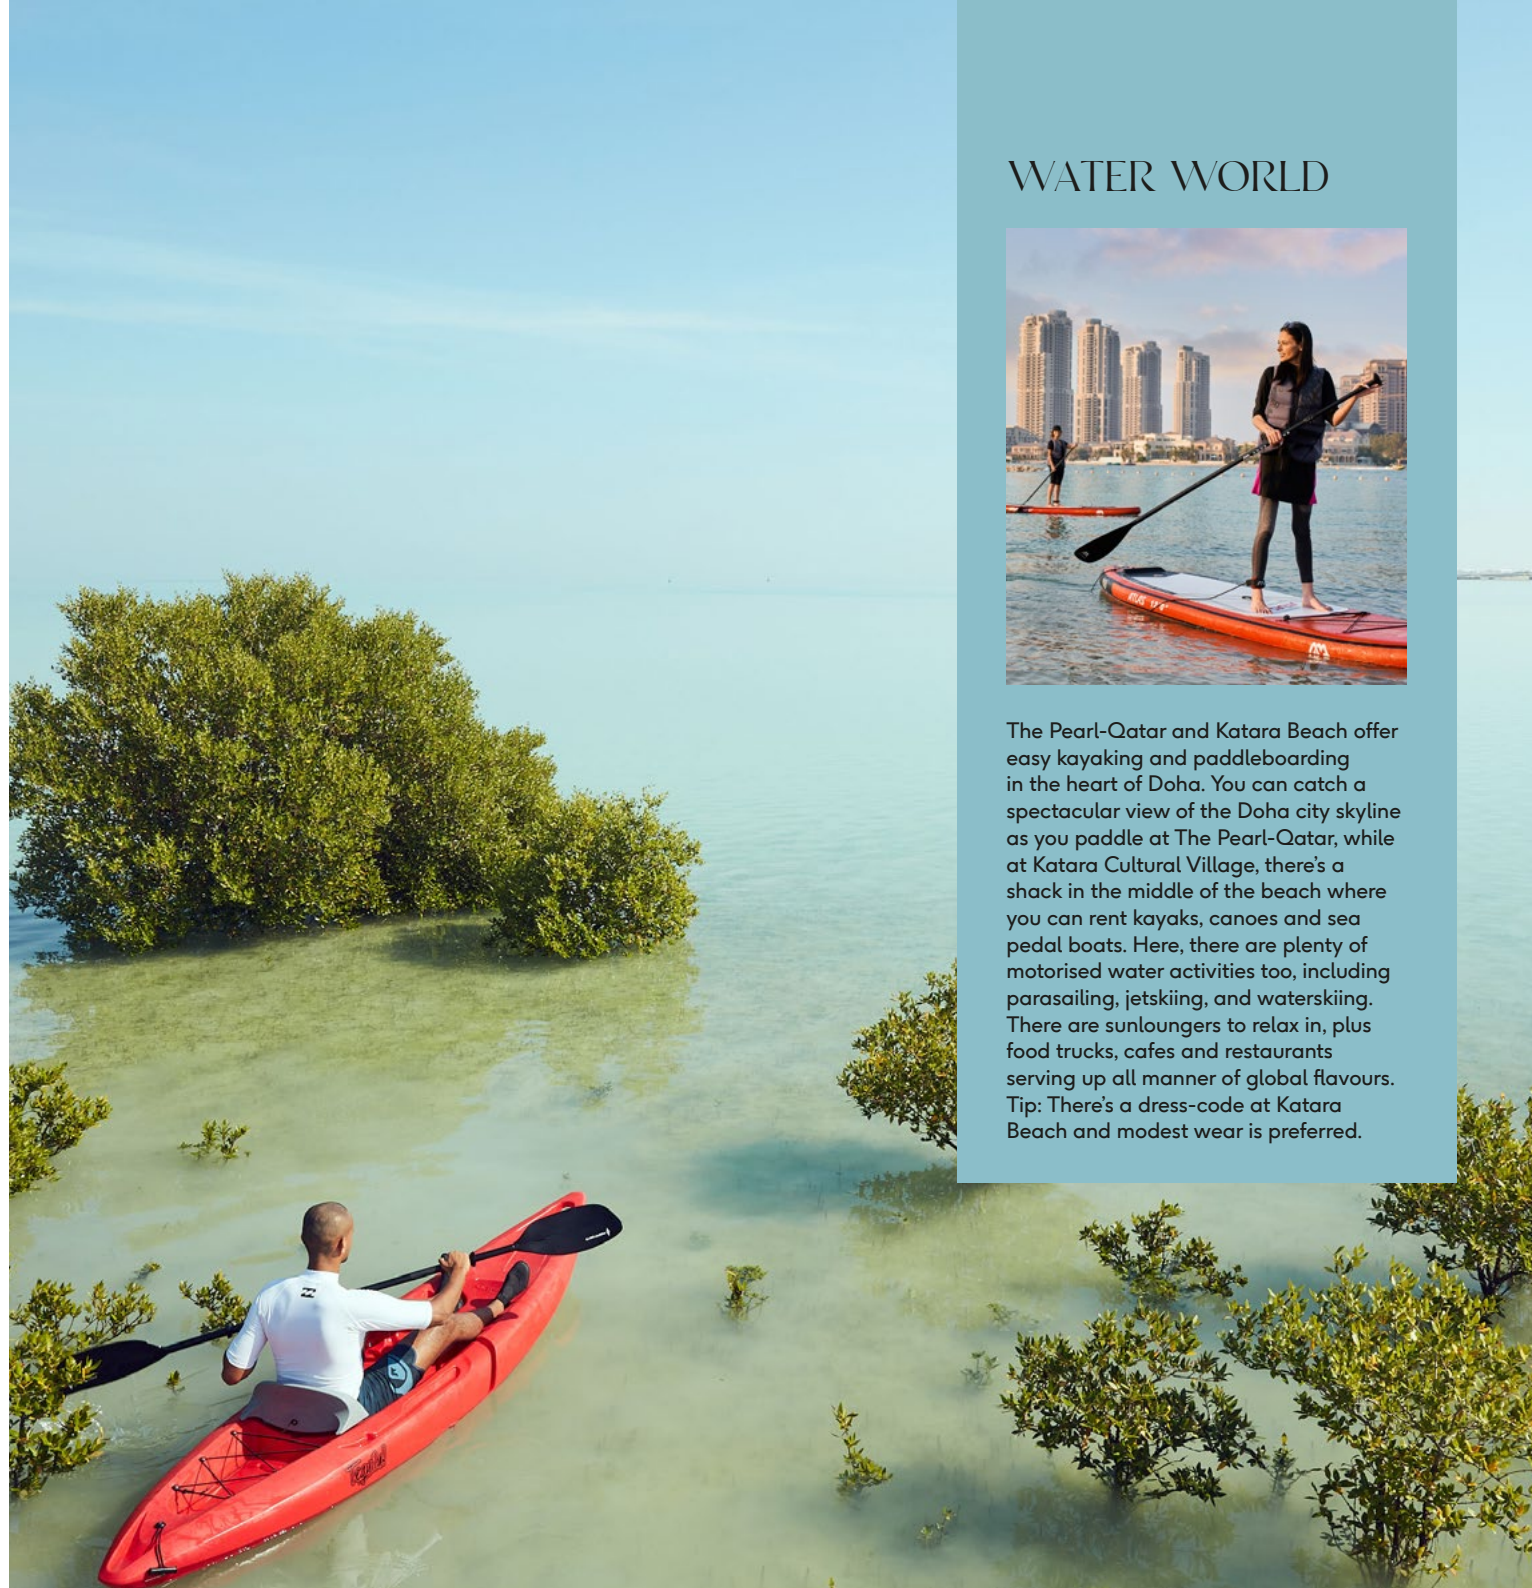 WATER WORLD
ATLAS 12'0"
The Pearl-Qatar and Katara Beach offer
easy kayaking and paddleboarding
in the heart of Doha. You can catch a
spectacular view of the Doha city skyline
as you paddle at The Pearl-Qatar, while
at Katara Cultural Village, there’s a
shack in the middle of the beach where
you can rent kayaks, canoes and sea
pedal boats. Here, there are plenty of
motorised water activities too, including
parasailing, jetskiing, and waterskiing.
There are sunloungers to relax in, plus
food trucks, cafes and restaurants
serving up all manner of global flavours.
Tip: There’s a dress-code at Katara
Beach and modest wear is preferred.